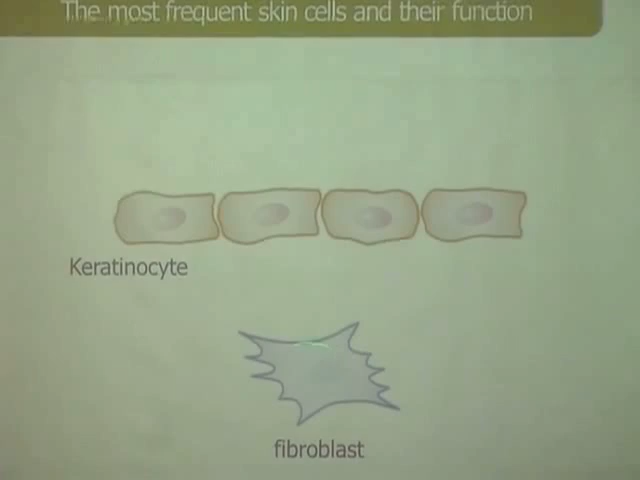 The most frequent skin cells and their function
Keratinocyte
fibroblast